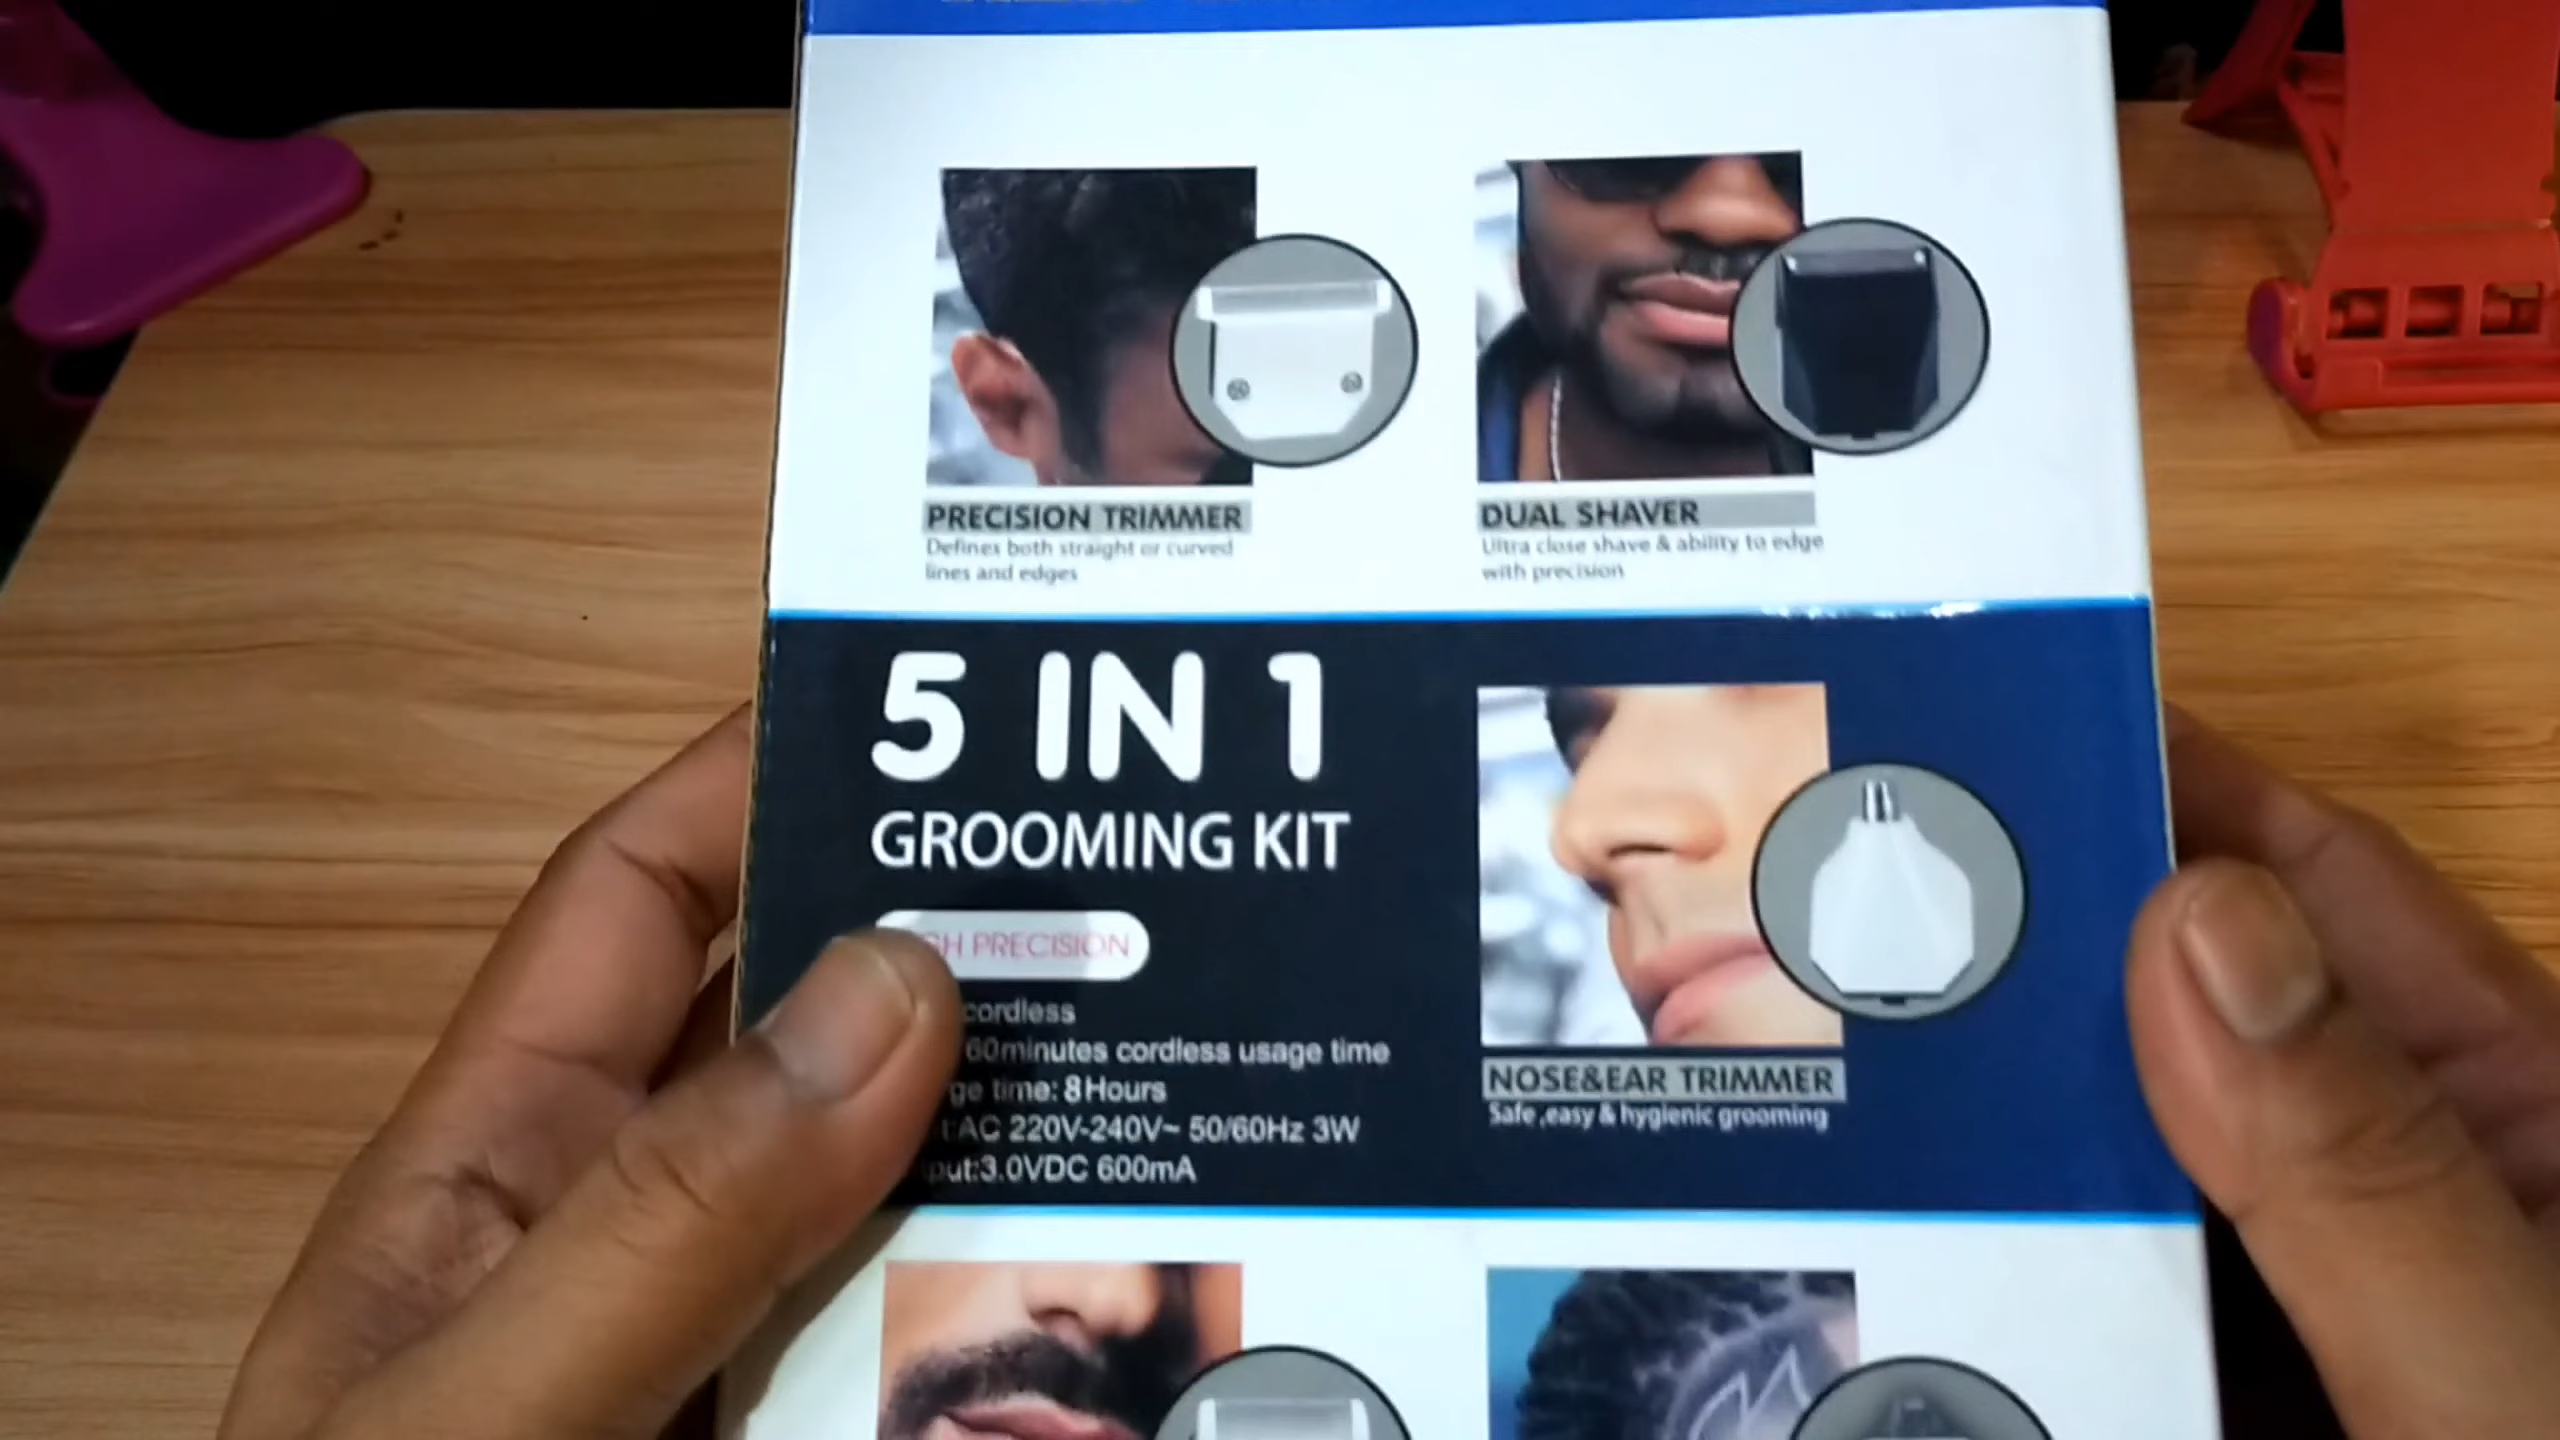 PRECISION TRIMMER
Defines both straight or curved
lines and edges
DUAL SHAVER
Ultra close shave & ability to edge
with precision
5 IN 1
GROOMING KIT
PRECISION
cordless
60minutes cordless usage time
time: 8Hours
AC 220V-240V~ 50/60Hz 3W
3.0VDC 600mA
NOSE&EAR TRIMMER
Safe ,easy & hygienic grooming